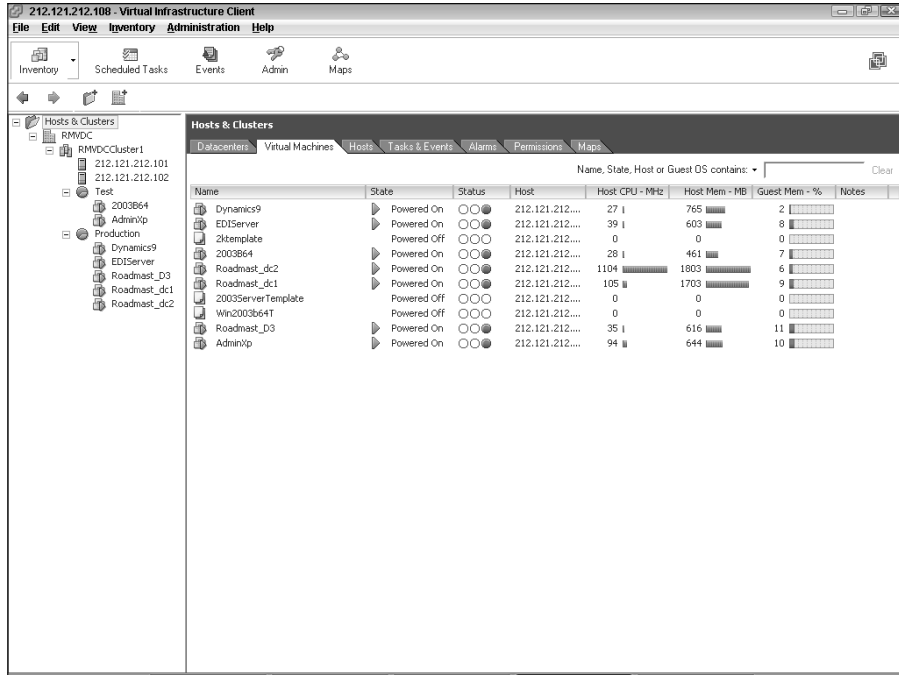 212.121.212.108 - Virtual Infrastructure Client
File Edit View Inventory Administration Help
Inventory Scheduled Tasks Events Admin Maps
Hosts & Clusters
RMVDC
RMVDCCluster1
212.121.212.101
212.121.212.102
Test
2003B64
AdminXp
Production
Dynamics9
EDIServer
Roadmast_D3
Roadmast_dc1
Roadmast_dc2
Hosts & Clusters
Datacenters Virtual Machines Hosts Tasks & Events Alarms Permissions Maps
Name, State, Host or Guest OS contains: Clear
Name State Status Host Host CPU - MHz Host Mem - MB Guest Mem - % Notes
Dynamics9 Powered On 212.121.212.... 27 765 2
EDIServer Powered On 212.121.212.... 39 603 8
2ktemplate Powered Off 212.121.212.... 0 0 0
2003B64 Powered On 212.121.212.... 28 461 7
Roadmast_dc2 Powered On 212.121.212.... 1104 1803 6
Roadmast_dc1 Powered On 212.121.212.... 105 1703 9
2003ServerTemplate Powered Off 212.121.212.... 0 0 0
Win2003b64T Powered Off 212.121.212.... 0 0 0
Roadmast_D3 Powered On 212.121.212.... 35 616 11
AdminXp Powered On 212.121.212.... 94 644 10